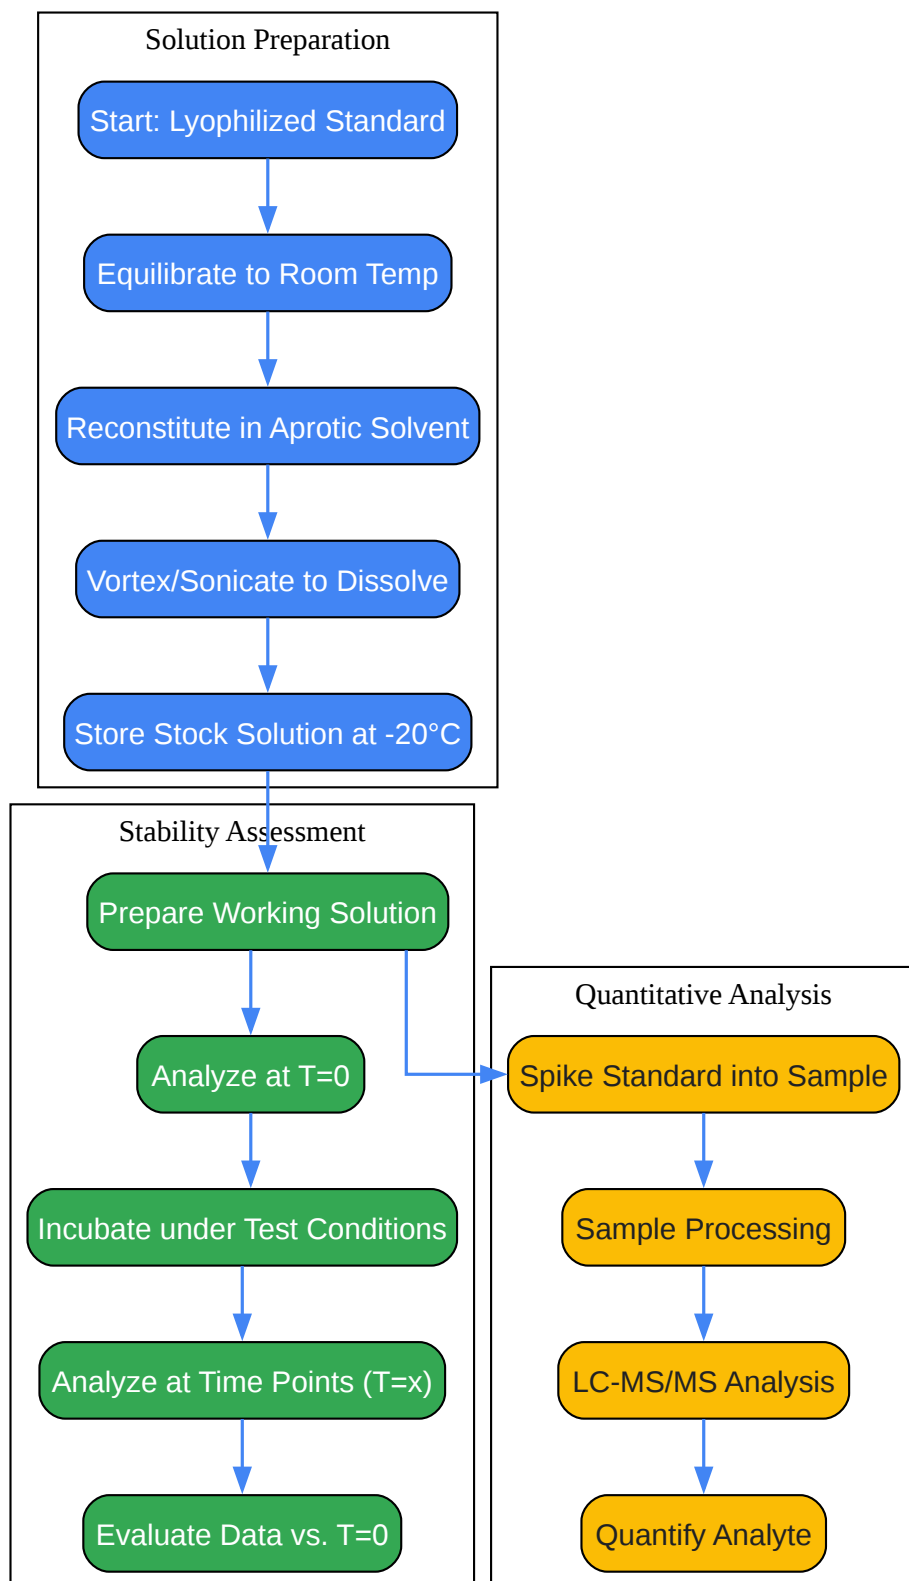 Solution Preparation
Start: Lyophilized Standard
Equilibrate to Room Temp
Reconstitute in Aprotic Solvent
Vortex/Sonicate to Dissolve
Store Stock Solution at -20°C
Stability Assessment
Prepare Working Solution
Analyze at T=0
Incubate under Test Conditions
Analyze at Time Points (T=x)
Evaluate Data vs. T=0
Quantitative Analysis
Spike Standard into Sample
Sample Processing
LC-MS/MS Analysis
Quantify Analyte